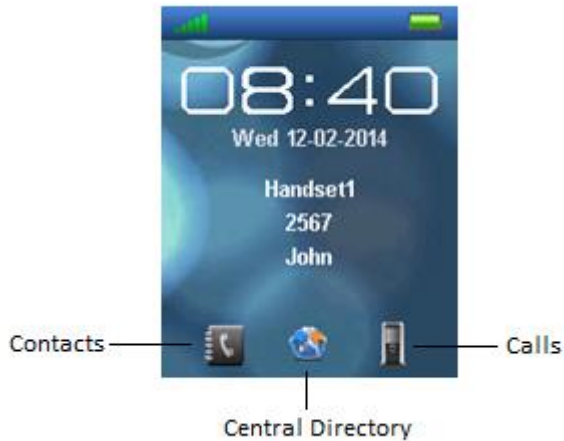 08:40
Wed 12-02-2014
Handset1
2567
John
Contacts
Calls
Central Directory